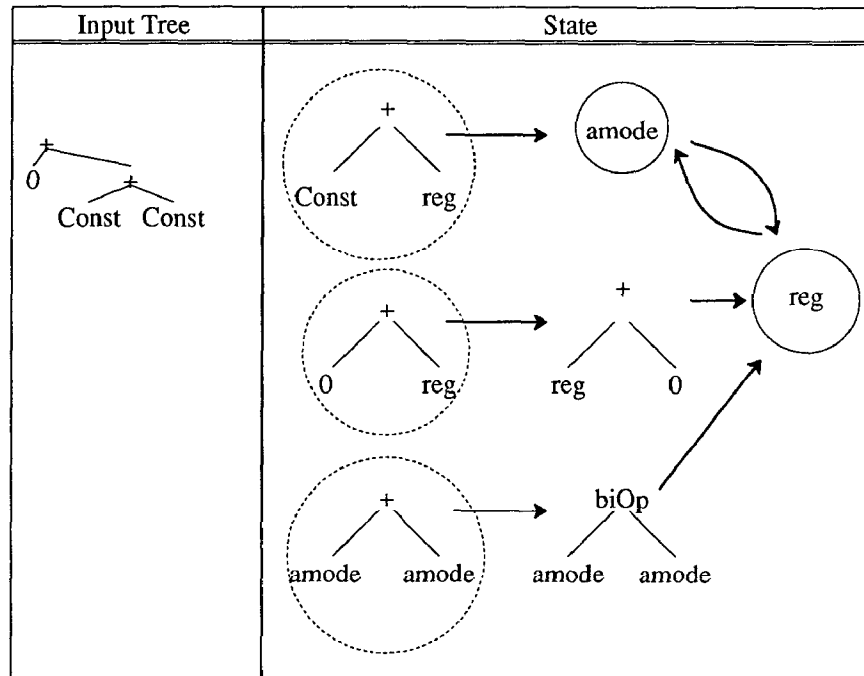 Input Tree State
+
0
+
Const Const
+
Const reg
amode
+
0 reg
+
reg 0
reg
+
amode amode
biOp
amode amode